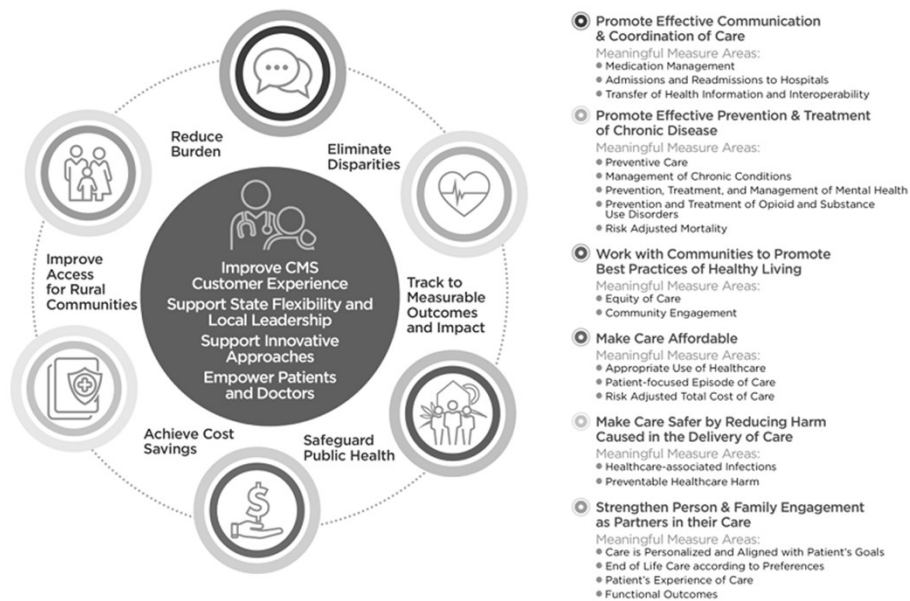 Reduce
Burden
Eliminate
Disparities
Improve
Access
for Rural
Communities
Track to
Measurable
Outcomes
and Impact
Achieve Cost
Savings
Safeguard
Public Health
Improve CMS
Customer Experience
Support State Flexibility and
Local Leadership
Support Innovative
Approaches
Empower Patients
and Doctors
$
Promote Effective Communication
& Coordination of Care
Meaningful Measure Areas:
• Medication Management
• Admissions and Readmissions to Hospitals
• Transfer of Health Information and Interoperability
Promote Effective Prevention & Treatment
of Chronic Disease
Meaningful Measure Areas:
• Preventive Care
• Management of Chronic Conditions
• Prevention, Treatment, and Management of Mental Health
• Prevention and Treatment of Opioid and Substance
Use Disorders
• Risk Adjusted Mortality
Work with Communities to Promote
Best Practices of Healthy Living
Meaningful Measure Areas:
• Equity of Care
• Community Engagement
Make Care Affordable
Meaningful Measure Areas:
• Appropriate Use of Healthcare
• Patient-focused Episode of Care
• Risk Adjusted Total Cost of Care
Make Care Safer by Reducing Harm
Caused in the Delivery of Care
Meaningful Measure Areas:
• Healthcare-associated Infections
• Preventable Healthcare Harm
Strengthen Person & Family Engagement
as Partners in their Care
Meaningful Measure Areas:
• Care is Personalized and Aligned with Patient's Goals
• End of Life Care according to Preferences
• Patient's Experience of Care
• Functional Outcomes